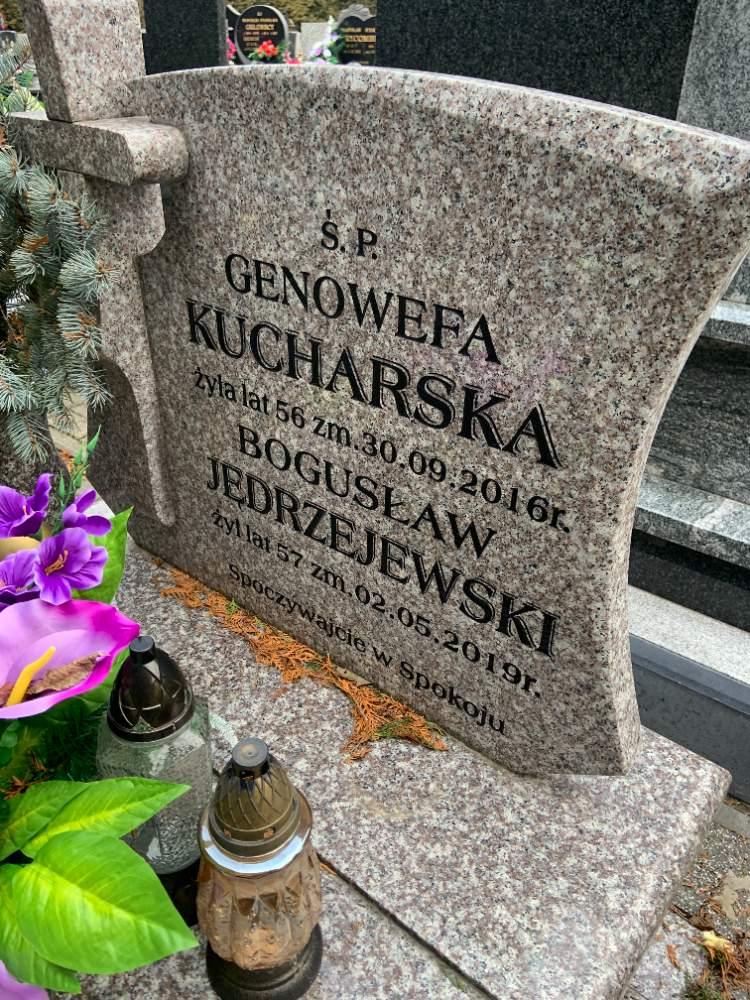 Ś. P.
GENOWEFA
KUCHARSKA
żyła lat 56 zm.30.09.2016r.
BOGUSŁAW
JĘDRZEJEWSKI
żył lat 57 zm.02.05.2019r.
Spoczywajcie w Spokoju